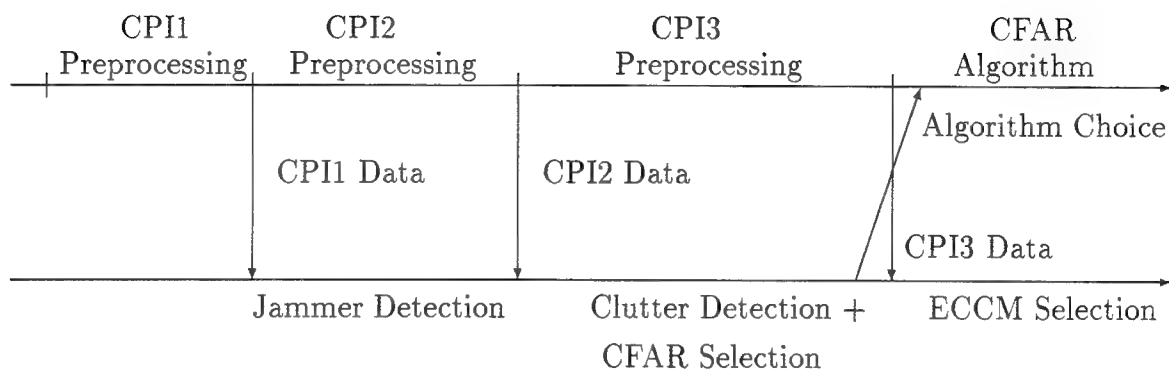 CPI1
Preprocessing
CPI2
Preprocessing
CPI3
Preprocessing
CFAR
Algorithm
Algorithm Choice
CPI1 Data
CPI2 Data
CPI3 Data
Jammer Detection
Clutter Detection +
CFAR Selection
ECCM Selection